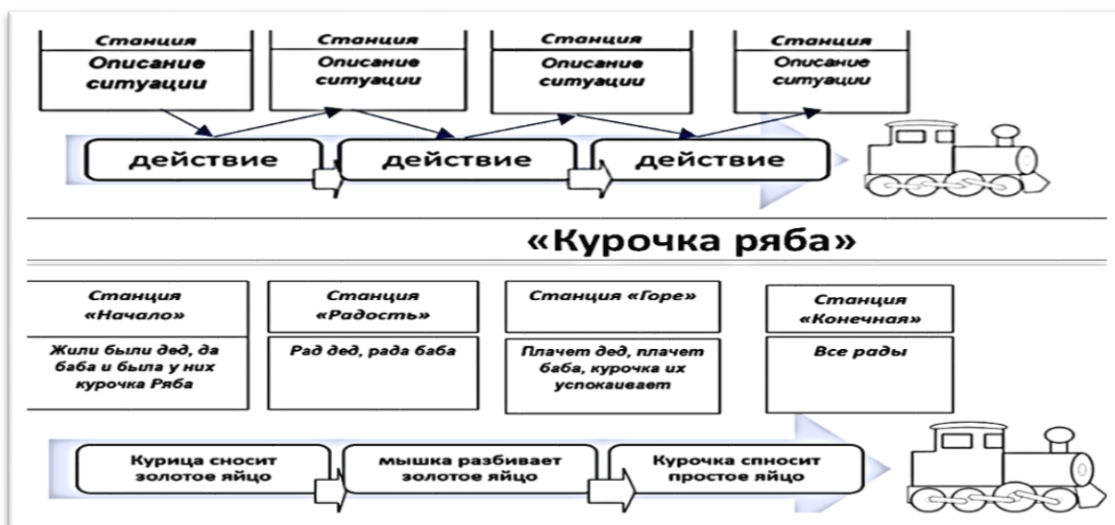 Станция
Описание
ситуации
Станция
Описание
ситуации
Станция
Описание
ситуации
Станция
Описание
ситуации
действие
действие
действие
«Курочка ряба»
Станция
«Начало»
Жили были дед, да
баба и была у них
курочка Ряба
Станция
«Радость»
Рад дед, рада баба
Станция «Горе»
Плачет дед, плачет
баба, курочка их
успокаивает
Станция
«Конечная»
Все рады
Курица сносит
золотое яйцо
мышка разбивает
золотое яйцо
Курочка спносит
простое яйцо